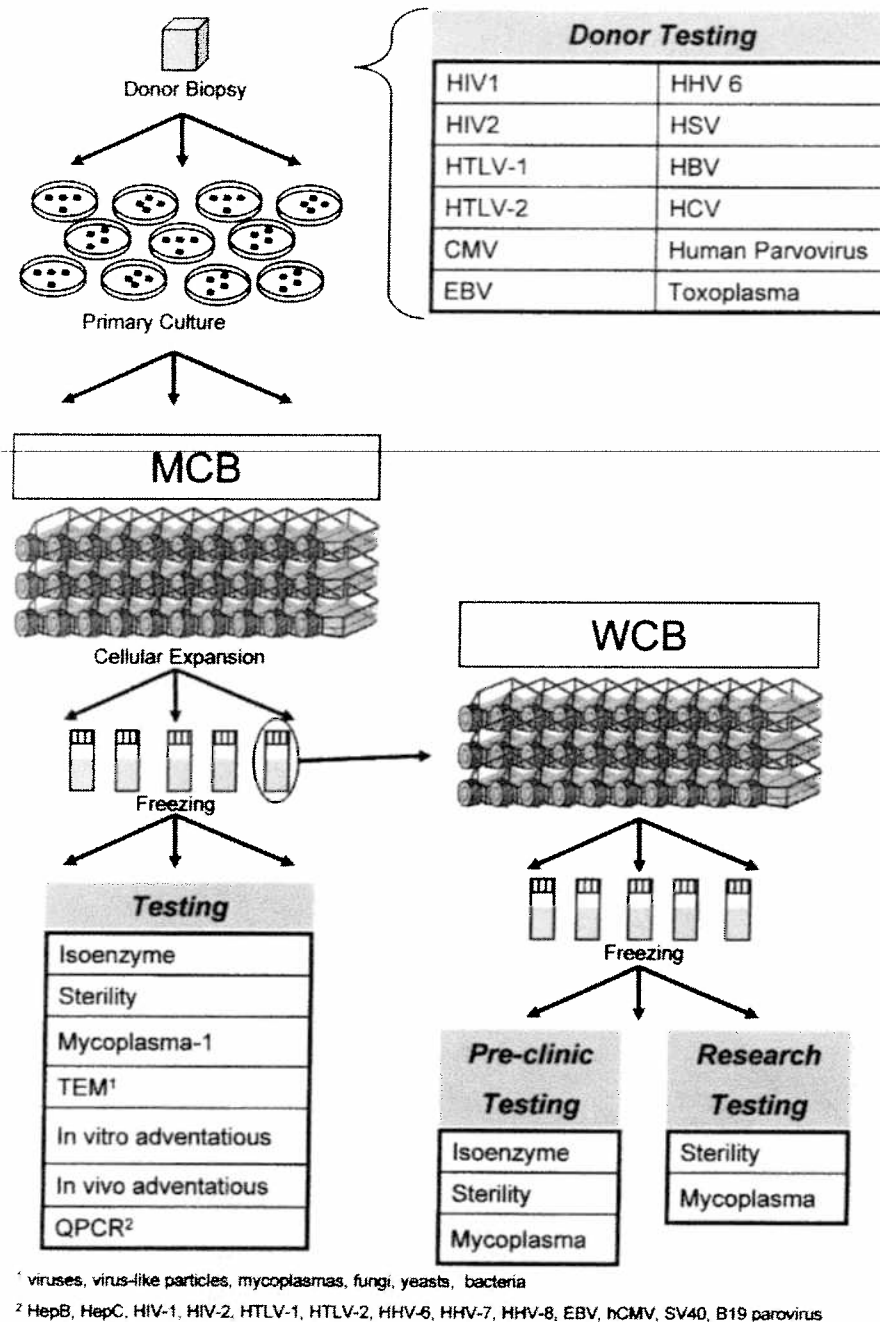 Donor Biopsy
Donor Testing
HIV1 HHV 6
HIV2 HSV
HTLV-1 HBV
HTLV-2 HCV
CMV Human Parvovirus
EBV Toxoplasma
Primary Culture
MCB
Cellular Expansion
Freezing
Testing
Isoenzyme
Sterility
Mycoplasma-1
TEM¹
In vitro adventatious
In vivo adventatious
QPCR²
WCB
Freezing
Pre-clinic
Testing
Isoenzyme
Sterility
Mycoplasma
Research
Testing
Sterility
Mycoplasma
¹ viruses, virus-like particles, mycoplasmas, fungi, yeasts, bacteria
² HepB, HepC, HIV-1, HIV-2, HTLV-1, HTLV-2, HHV-6, HHV-7, HHV-8, EBV, hCMV, SV40, B19 parovirus